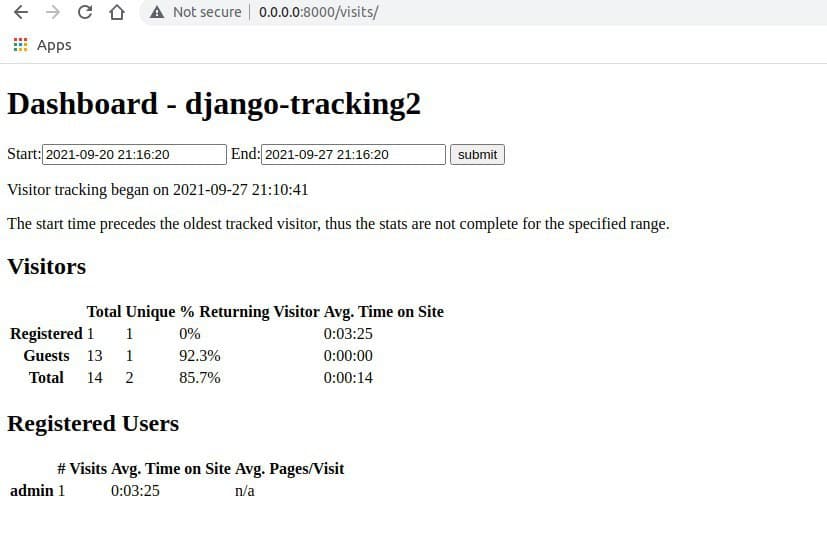 Not secure | 0.0.0.0:8000/visits/
Apps
Dashboard - django-tracking2
Start: 2021-09-20 21:16:20 End: 2021-09-27 21:16:20 submit
Visitor tracking began on 2021-09-27 21:10:41
The start time precedes the oldest tracked visitor, thus the stats are not complete for the specified range.
Visitors
Total Unique % Returning Visitor Avg. Time on Site
Registered 1 1 0% 0:03:25
Guests 13 1 92.3% 0:00:00
Total 14 2 85.7% 0:00:14
Registered Users
# Visits Avg. Time on Site Avg. Pages/Visit
admin 1 0:03:25 n/a